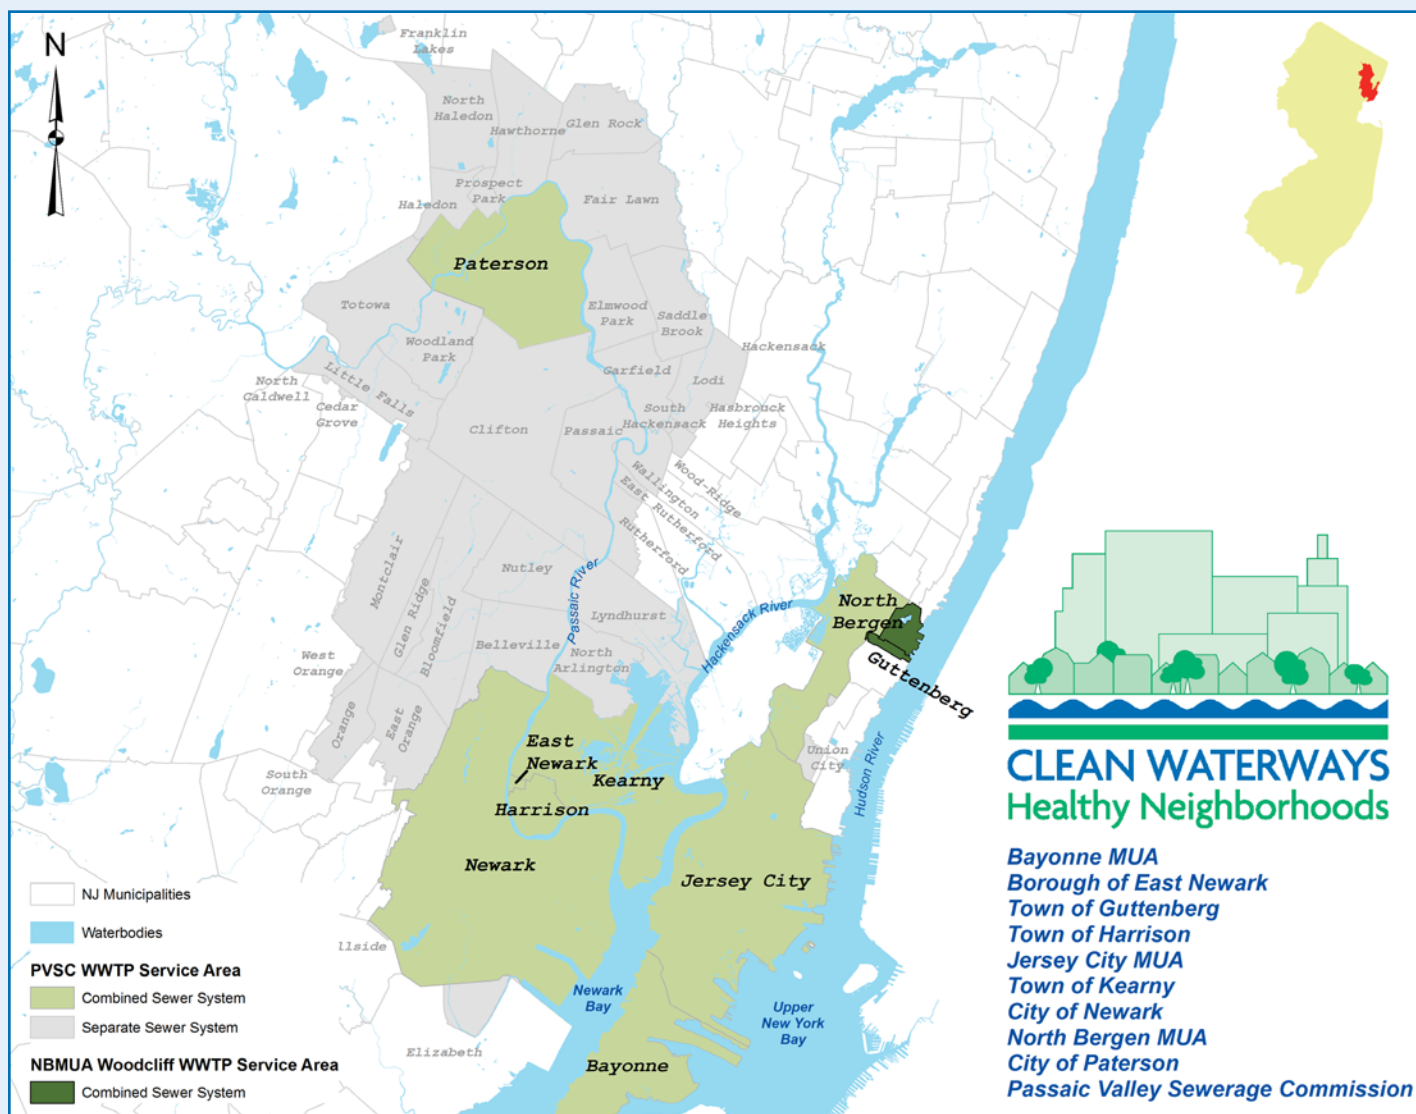 N
Franklin
Lakes
North
Haledon
Hawthorne
Glen Rock
Prospect
Park
Haledon
Fair Lawn
Paterson
Totowa
Elmwood
Park
Saddle
Brook
Woodland
Park
Hackensack
Little Falls
Garfield
Lodi
North
Caldwell
Cedar
Grove
South
Hackensack
Hasbrouck
Heights
Clifton
Passaic
Wallington
Wood-Ridge
East Rutherford
Rutherford
Montclair
Glen Ridge
Bloomfield
Nutley
Passaic River
Lyndhurst
Hackensack River
North
Bergen
Guttenberg
Belleville
North
Arlington
West
Orange
Orange
East
Orange
South
Orange
East
Newark
Kearny
Harrison
Union
City
Hudson River
Newark
Jersey City
llside
Newark
Bay
Upper
New York
Bay
Elizabeth
Bayonne
NJ Municipalities
Waterbodies
PVSC WWTP Service Area
Combined Sewer System
Separate Sewer System
NBMUA Woodcliff WWTP Service Area
Combined Sewer System
CLEAN WATERWAYS
Healthy Neighborhoods
Bayonne MUA
Borough of East Newark
Town of Guttenberg
Town of Harrison
Jersey City MUA
Town of Kearny
City of Newark
North Bergen MUA
City of Paterson
Passaic Valley Sewerage Commission